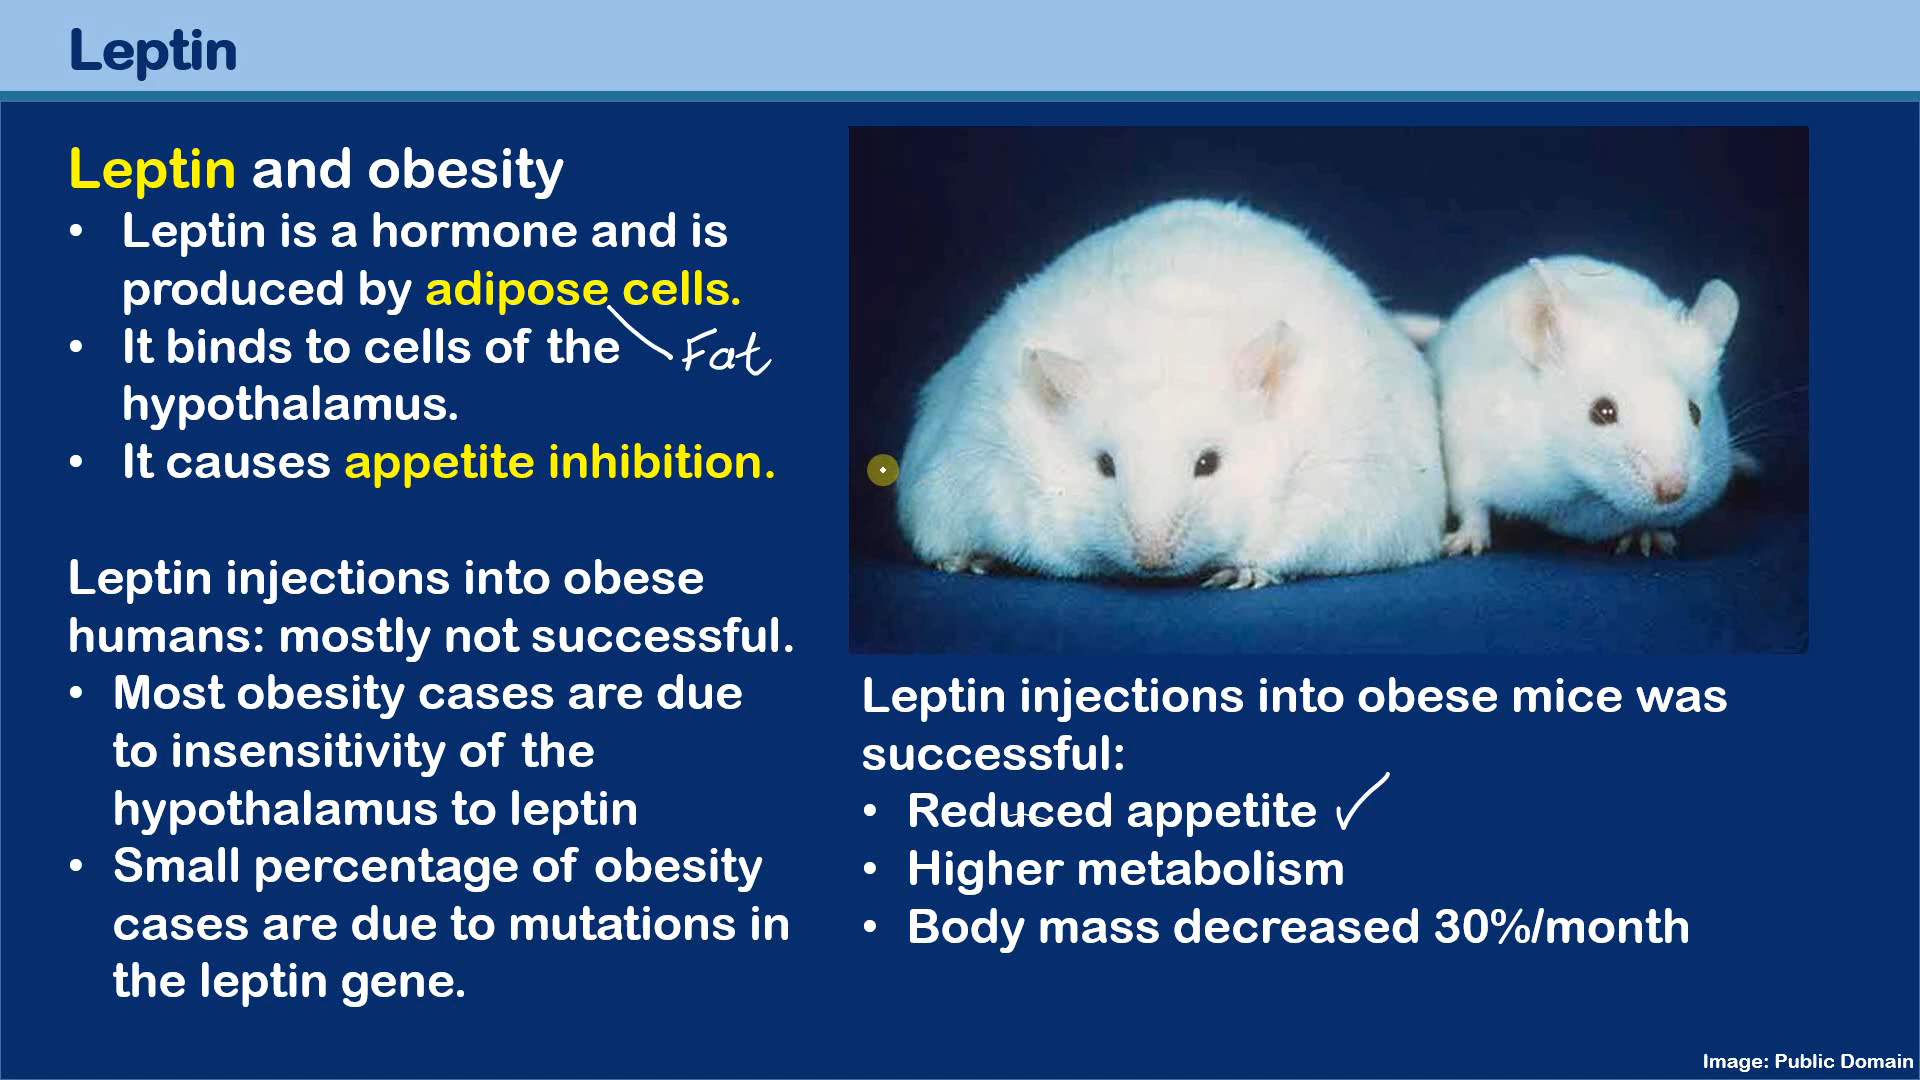 Leptin
Leptin and obesity
• Leptin is a hormone and is
produced by adipose cells.
Fat
• It binds to cells of the
hypothalamus.
• It causes appetite inhibition.
Leptin injections into obese
humans: mostly not successful.
• Most obesity cases are due
to insensitivity of the
hypothalamus to leptin
• Small percentage of obesity
cases are due to mutations in
the leptin gene.
Leptin injections into obese mice was
successful:
• Reduced appetite ✓
• Higher metabolism
• Body mass decreased 30%/month
Image: Public Domain